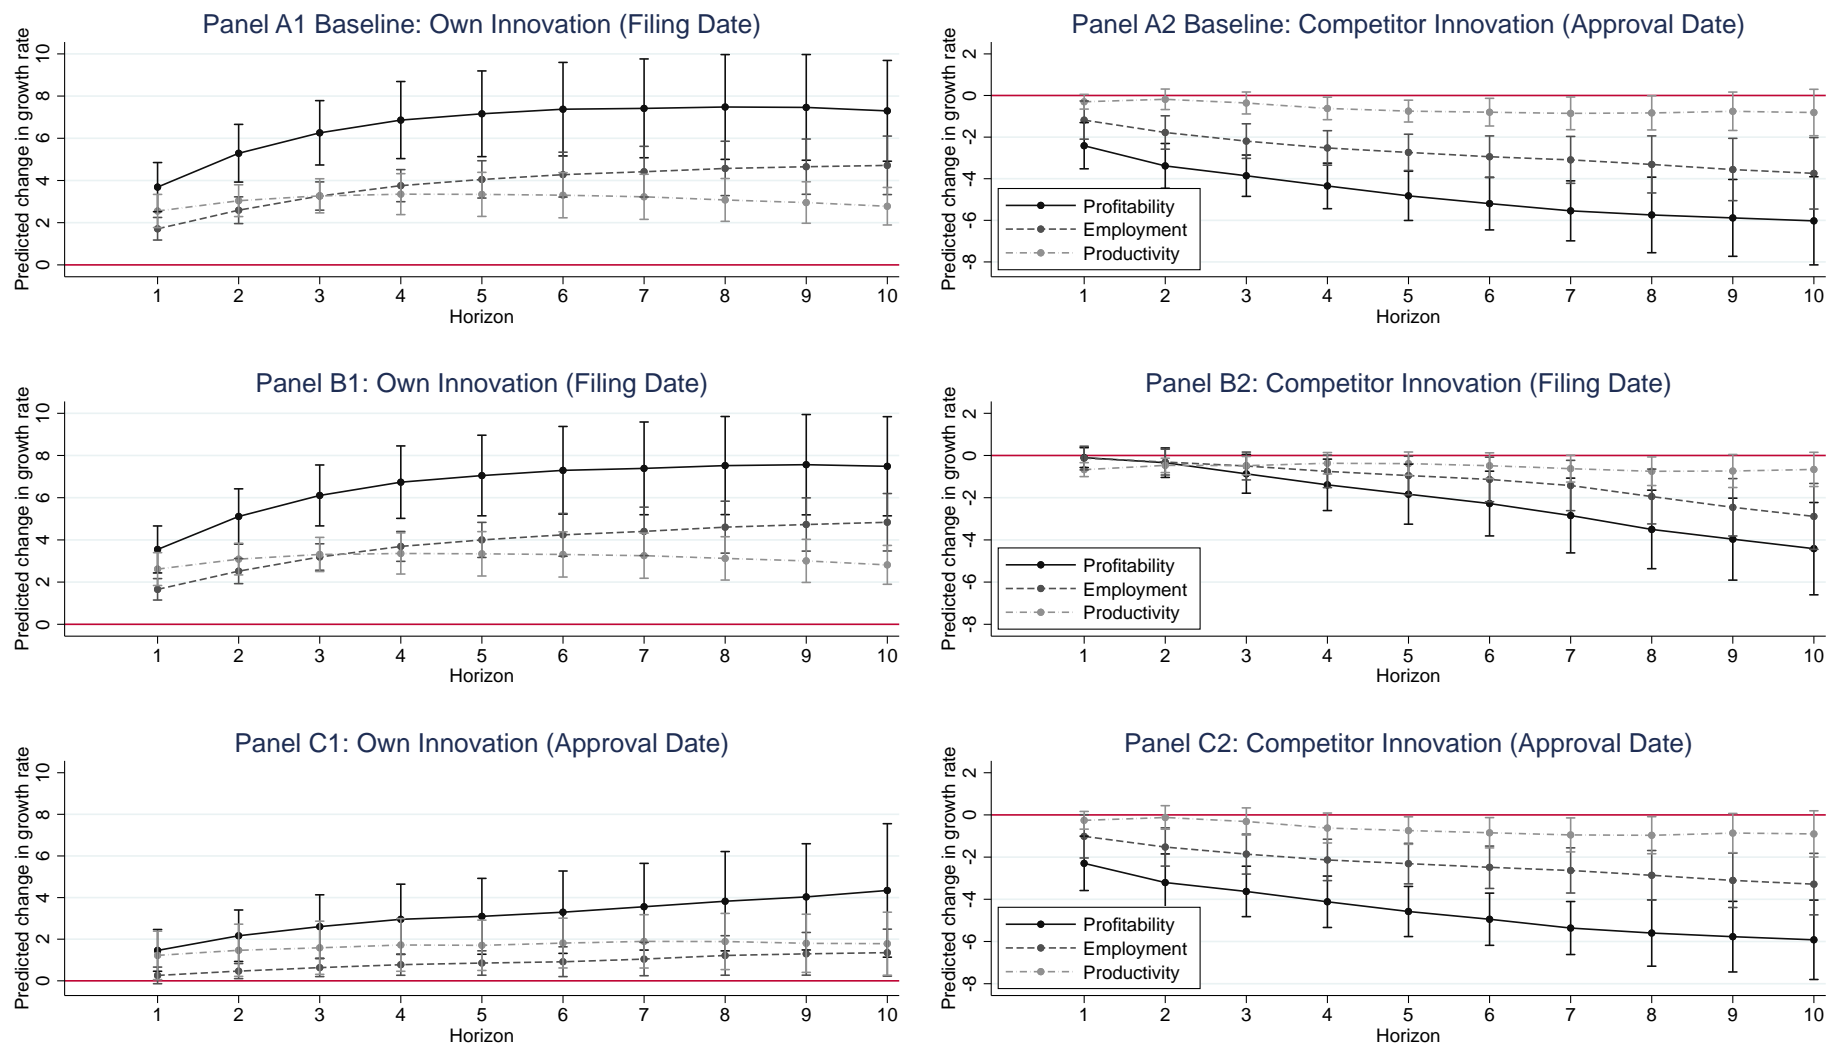 Panel A1 Baseline: Own Innovation (Filing Date)
Predicted change in growth rate
10
8
6
4
2
0
1 2 3 4 5 6 7 8 9 10
Horizon
Panel A2 Baseline: Competitor Innovation (Approval Date)
Predicted change in growth rate
2
0
-2
-4
-6
-8
Profitability
Employment
Productivity
1 2 3 4 5 6 7 8 9 10
Horizon
Panel B1: Own Innovation (Filing Date)
Predicted change in growth rate
10
8
6
4
2
0
1 2 3 4 5 6 7 8 9 10
Horizon
Panel B2: Competitor Innovation (Filing Date)
Predicted change in growth rate
2
0
-2
-4
-6
-8
Profitability
Employment
Productivity
1 2 3 4 5 6 7 8 9 10
Horizon
Panel C1: Own Innovation (Approval Date)
Predicted change in growth rate
10
8
6
4
2
0
1 2 3 4 5 6 7 8 9 10
Horizon
Panel C2: Competitor Innovation (Approval Date)
Predicted change in growth rate
2
0
-2
-4
-6
-8
Profitability
Employment
Productivity
1 2 3 4 5 6 7 8 9 10
Horizon